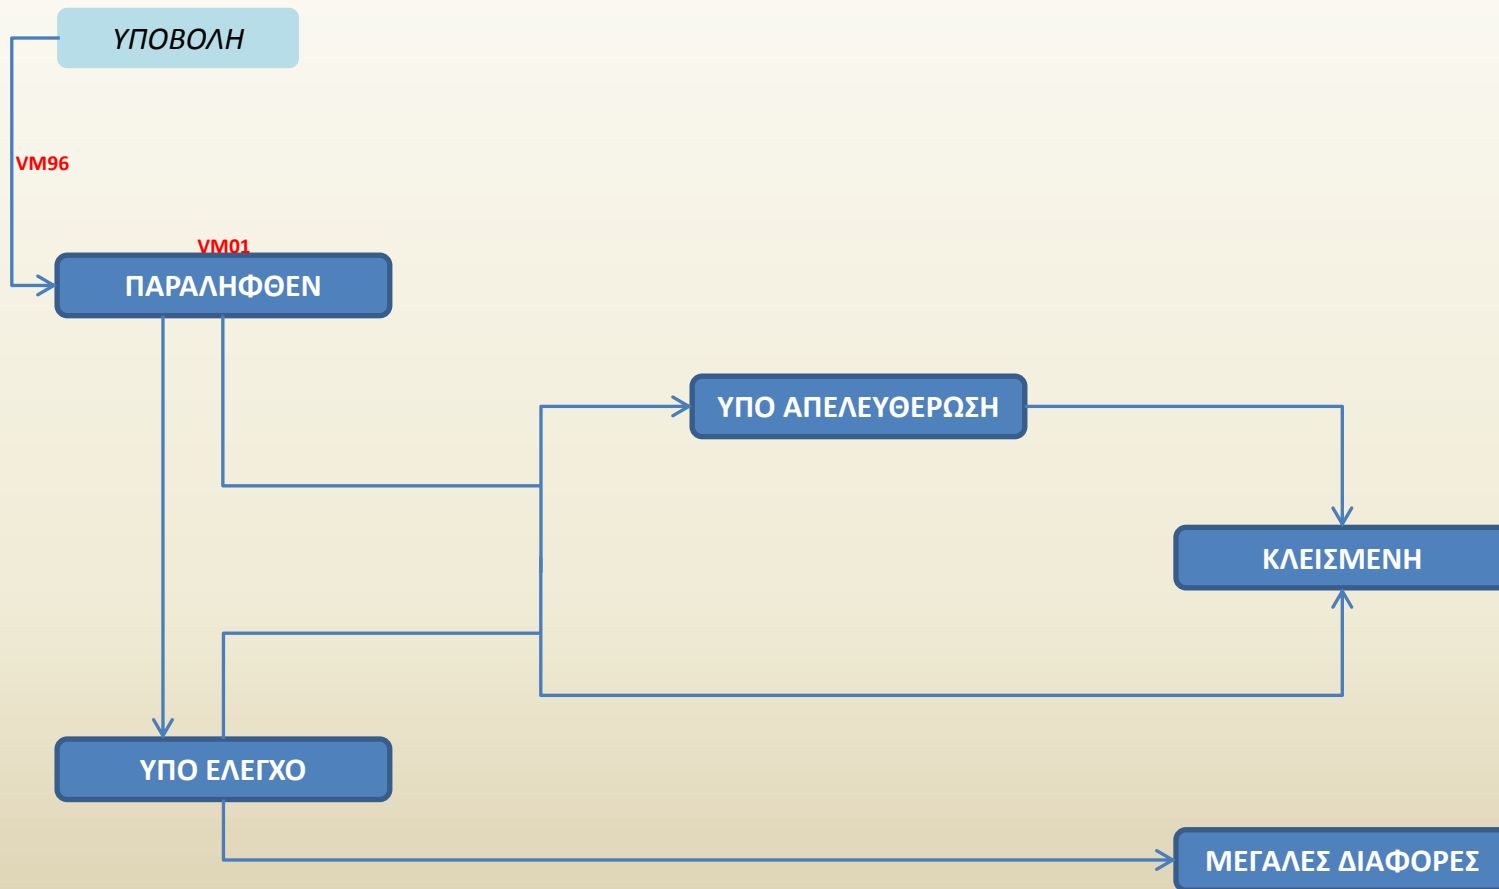 ΥΠΟΒΟΛΗ
VM96
VM01
ΠΑΡΑΛΗΦΘΕΝ
ΥΠΟ ΑΠΕΛΕΥΘΕΡΩΣΗ
ΚΛΕΙΣΜΕΝΗ
ΥΠΟ ΕΛΕΓΧΟ
ΜΕΓΑΛΕΣ ΔΙΑΦΟΡΕΣ